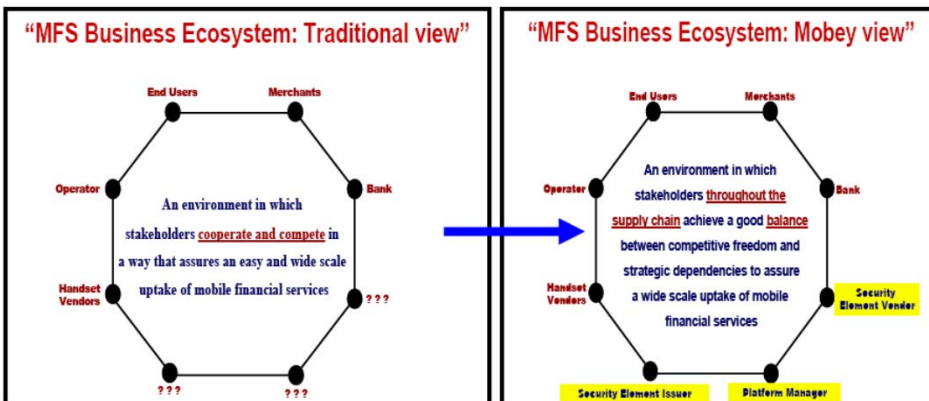 “MFS Business Ecosystem: Traditional view”
End Users
Merchants
Operator
Bank
An environment in which
stakeholders cooperate and compete in
a way that assures an easy and wide scale
uptake of mobile financial services
Handset
Vendors
? ? ?
? ? ?
? ? ?
“MFS Business Ecosystem: Mobey view”
End Users
Merchants
Operator
Bank
An environment in which
stakeholders throughout the
supply chain achieve a good balance
between competitive freedom and
strategic dependencies to assure
a wide scale uptake of mobile
financial services
Handset
Vendors
Security
Element Vendor
Security Element Issuer
Platform Manager